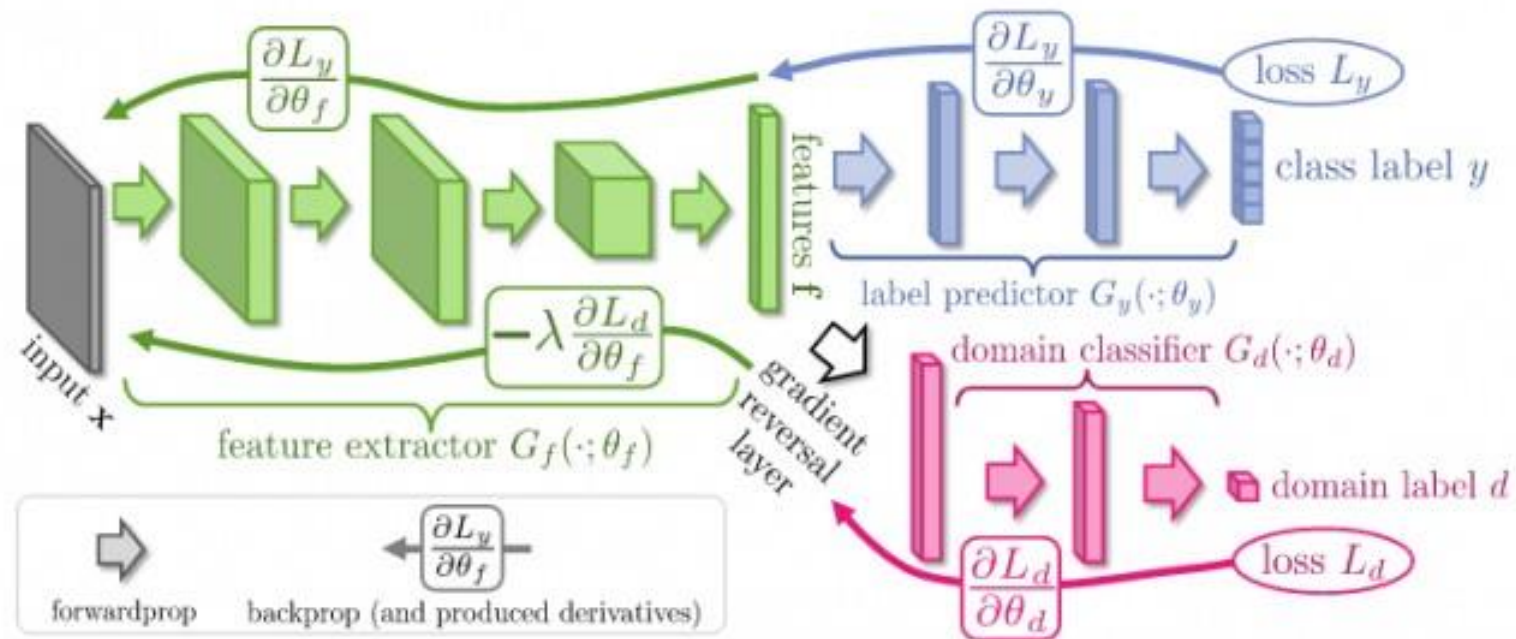 ∂L_y/∂θ_f
∂L_y/∂θ_y
loss L_y
features f
class label y
label predictor G_y(·; θ_y)
input x
−λ ∂L_d/∂θ_f
feature extractor G_f(·; θ_f)
gradient
reversal
layer
domain classifier G_d(·; θ_d)
domain label d
∂L_d/∂θ_d
loss L_d
∂L_y/∂θ_f
forwardprop
backprop (and produced derivatives)